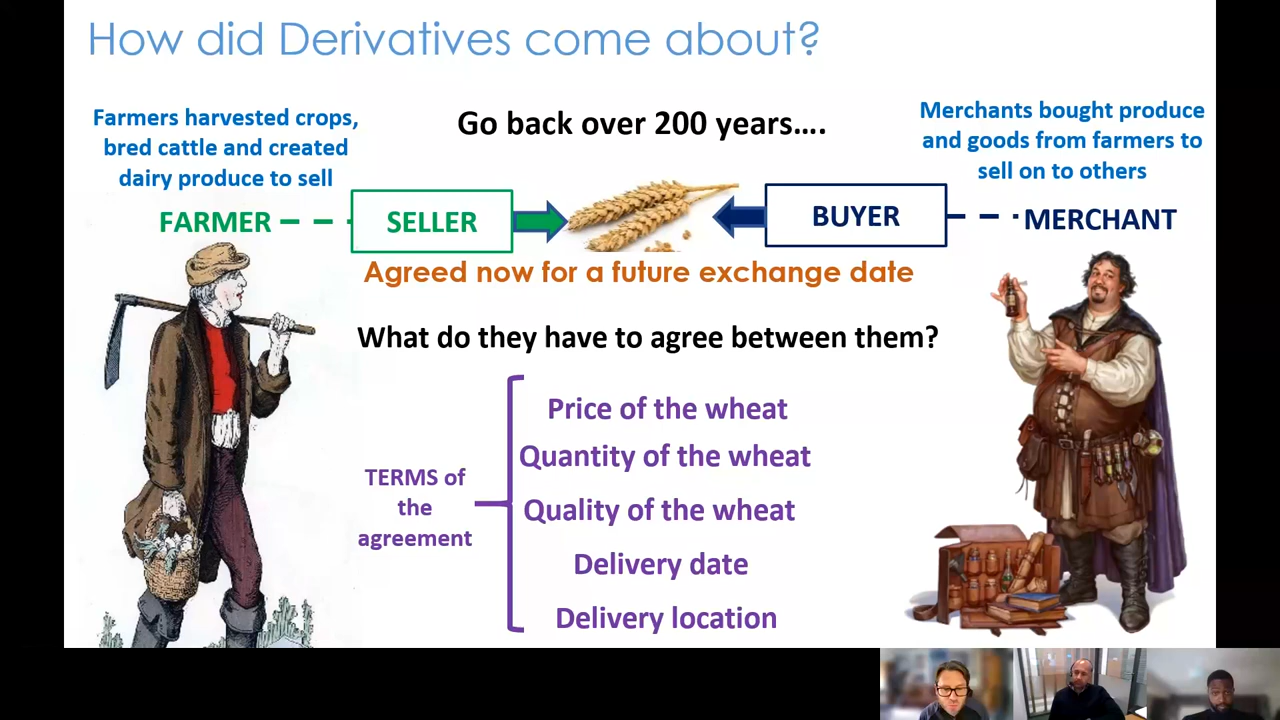 How did Derivatives come about?
Farmers harvested crops,
bred cattle and created
dairy produce to sell
Go back over 200 years....
Merchants bought produce
and goods from farmers to
sell on to others
FARMER
SELLER
BUYER
MERCHANT
Agreed now for a future exchange date
What do they have to agree between them?
TERMS of
the
agreement
Price of the wheat
Quantity of the wheat
Quality of the wheat
Delivery date
Delivery location